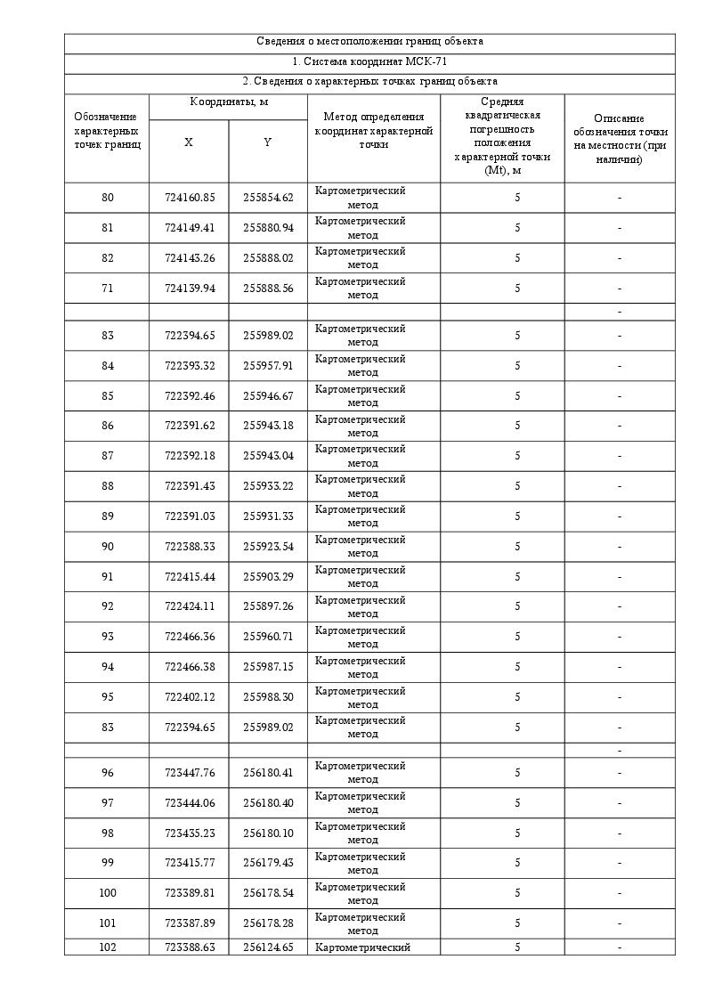 Сведения о местоположении границ объекта
1. Система координат МСК-71
2. Сведения о характерных точках границ объекта
Обозначение
характерных
точек границ
Координаты, м
X
Y
Метод определения
координат характерной
точки
Средняя
квадратическая
погрешность
положения
характерной точки
(Mt), м
Описание
обозначения точки
на местности (при
наличии)
80 724160.85 255854.62 Картометрический
метод 5 -
81 724149.41 255880.94 Картометрический
метод 5 -
82 724143.26 255888.02 Картометрический
метод 5 -
71 724139.94 255888.56 Картометрический
метод 5 -
-
83 722394.65 255989.02 Картометрический
метод 5 -
84 722393.32 255957.91 Картометрический
метод 5 -
85 722392.46 255946.67 Картометрический
метод 5 -
86 722391.62 255943.18 Картометрический
метод 5 -
87 722392.18 255943.04 Картометрический
метод 5 -
88 722391.43 255933.22 Картометрический
метод 5 -
89 722391.03 255931.33 Картометрический
метод 5 -
90 722388.33 255923.54 Картометрический
метод 5 -
91 722415.44 255903.29 Картометрический
метод 5 -
92 722424.11 255897.26 Картометрический
метод 5 -
93 722466.36 255960.71 Картометрический
метод 5 -
94 722466.38 255987.15 Картометрический
метод 5 -
95 722402.12 255988.30 Картометрический
метод 5 -
83 722394.65 255989.02 Картометрический
метод 5 -
-
96 723447.76 256180.41 Картометрический
метод 5 -
97 723444.06 256180.40 Картометрический
метод 5 -
98 723435.23 256180.10 Картометрический
метод 5 -
99 723415.77 256179.43 Картометрический
метод 5 -
100 723389.81 256178.54 Картометрический
метод 5 -
101 723387.89 256178.28 Картометрический
метод 5 -
102 723388.63 256124.65 Картометрический 5 -